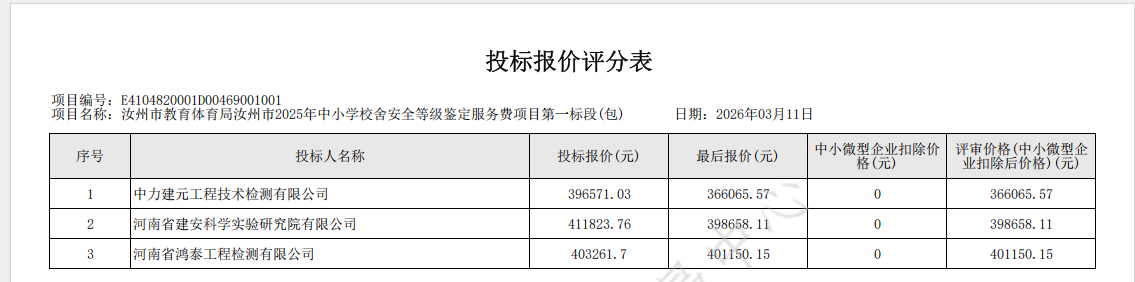 投标报价评分表
项目编号：E4104820001D00469001001
项目名称：汝州市教育体育局汝州市2025年中小学校舍安全等级鉴定服务费项目第一标段(包) 日期：2026年03月11日
序号 投标人名称 投标报价(元) 最后报价(元) 中小微型企业扣除价格(元) 评审价格(中小微型企业扣除后价格)(元)
1 中力建元工程技术检测有限公司 396571.03 366065.57 0 366065.57
2 河南省建安科学实验研究院有限公司 411823.76 398658.11 0 398658.11
3 河南省鸿泰工程检测有限公司 403261.7 401150.15 0 401150.15
中心